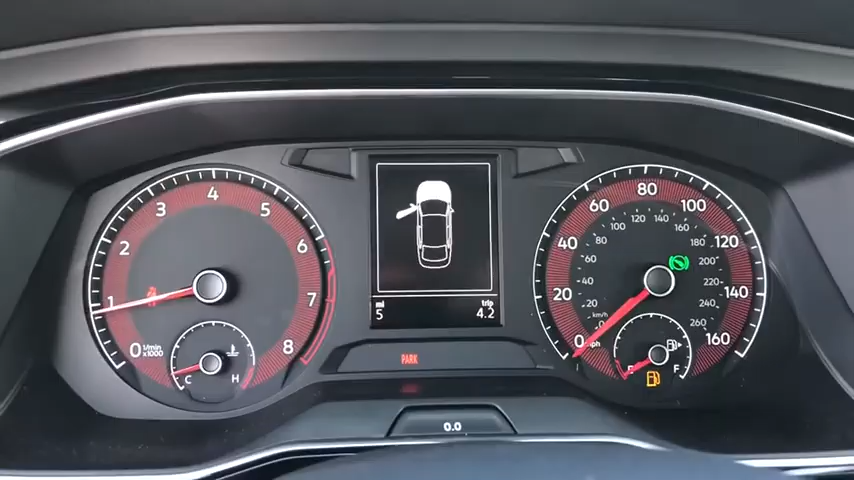 0 1 2 3 4 5 6 7 8
1/min
x1000
C H
mi trip
5 4.2
PARK
0.0
0 20 40 60 80 100 120 140 160
mph
20 40 60 80 100 120 140 160 180 200 220 240 260
km/h
E F